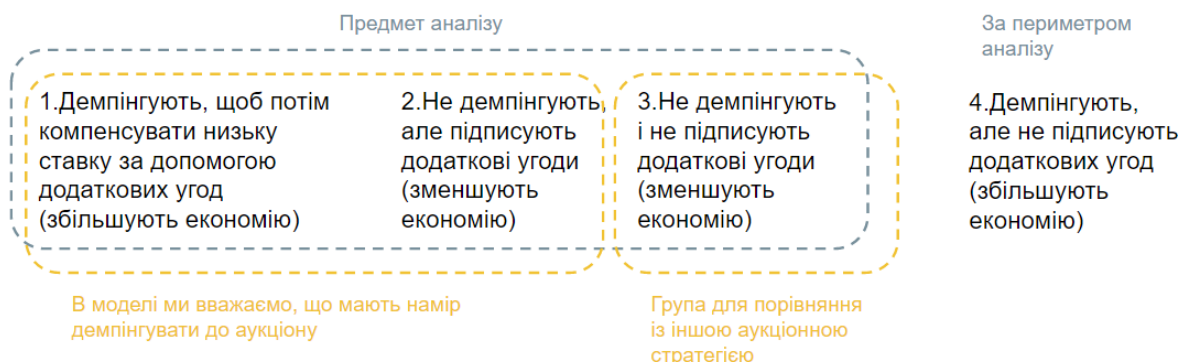 Предмет аналізу
За периметром
аналізу
1.Демпінгують, щоб потім
компенсувати низьку
ставку за допомогою
додаткових угод
(збільшують економію)
2.Не демпінгують,
але підписують
додаткові угоди
(зменшують
економію)
3.Не демпінгують
і не підписують
додаткові угоди
(зменшують
економію)
4.Демпінгують,
але не підписують
додаткових угод
(збільшують
економію)
В моделі ми вважаємо, що мають намір
демпінгувати до аукціону
Група для порівняння
із іншою аукціонною
стратегією